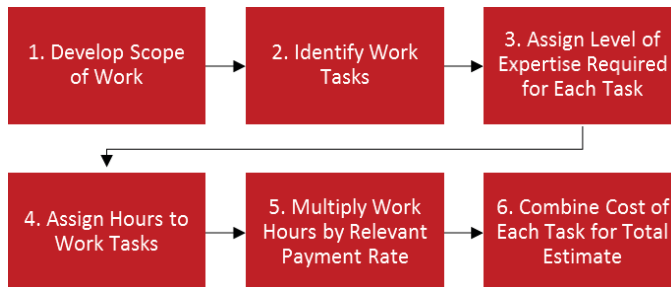 1. Develop Scope
of Work
2. Identify Work
Tasks
3. Assign Level of
Expertise Required
for Each Task
4. Assign Hours to
Work Tasks
5. Multiply Work
Hours by Relevant
Payment Rate
6. Combine Cost of
Each Task for Total
Estimate